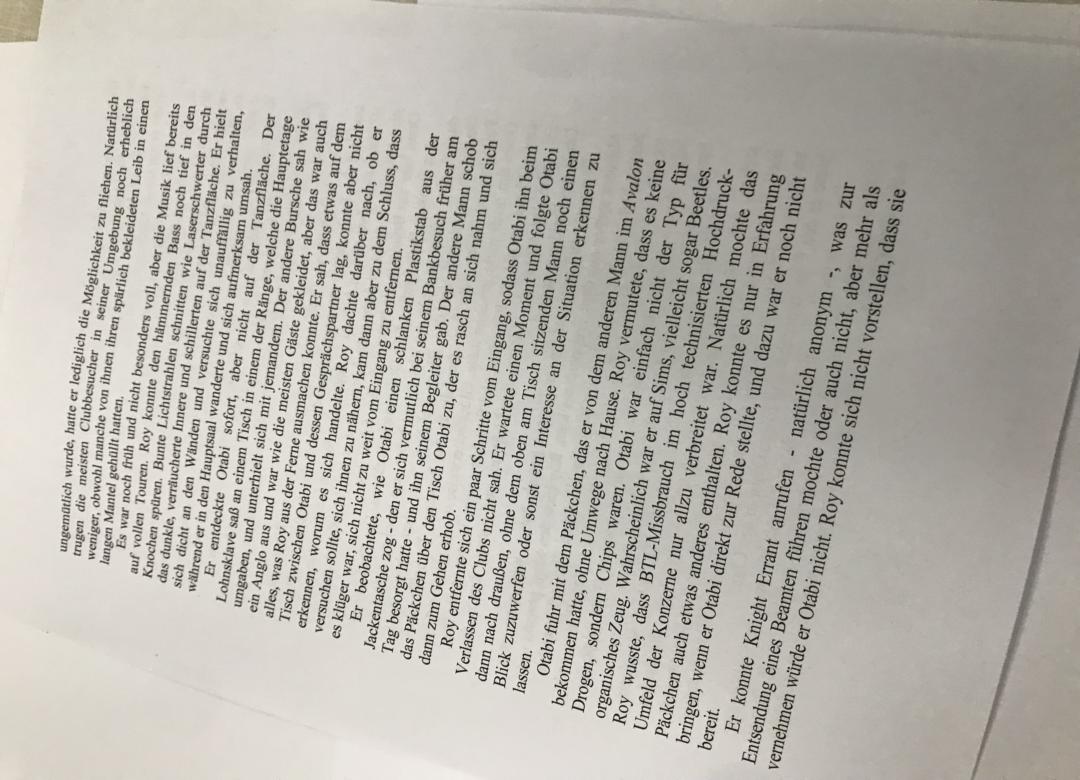 ungemütlich wurde, hatte er lediglich die Möglichkeit zu fliehen. Natürlich
trugen die meisten Clubbesucher in seiner Umgebung noch erheblich
weniger, obwohl manche von ihnen ihren spärlich bekleideten Leib in einen
langen Mantel gehüllt hatten.
Es war noch früh und nicht besonders voll, aber die Musik lief bereits
auf vollen Touren. Roy konnte den hämmernden Bass noch tief in den
Knochen spüren. Bunte Lichtstrahlen schnitten wie Laserschwerter durch
das dunkle, verräucherte Innere und schillerten auf der Tanzfläche. Er hielt
sich dicht an den Wänden und versuchte sich unauffällig zu verhalten,
während er in den Hauptsaal wanderte und sich aufmerksam umsah.
Er entdeckte Otabi sofort, aber nicht auf der Tanzfläche. Der
Lohnsklave saß an einem Tisch in einem der Ränge, welche die Hauptetage
umgaben, und unterhielt sich mit jemandem. Der andere Bursche sah wie
ein Anglo aus und war wie die meisten Gäste gekleidet, aber das war auch
alles, was Roy aus der Ferne ausmachen konnte. Er sah, dass etwas auf dem
Tisch zwischen Otabi und dessen Gesprächspartner lag, konnte aber nicht
erkennen, worum es sich handelte. Roy dachte darüber nach, ob er
versuchen sollte, sich ihnen zu nähern, kam dann aber zu dem Schluss, dass
es klüger war, sich nicht zu weit vom Eingang zu entfernen.
Er beobachtete, wie Otabi einen schlanken Plastikstab aus der
Jackentasche zog - den er sich vermutlich bei seinem Bankbesuch früher am
Tag besorgt hatte - und ihn seinem Begleiter gab. Der andere Mann schob
das Päckchen über den Tisch Otabi zu, der es rasch an sich nahm und sich
dann zum Gehen erhob.
Roy entfernte sich ein paar Schritte vom Eingang, sodass Otabi ihn beim
Verlassen des Clubs nicht sah. Er wartete einen Moment und folgte Otabi
dann nach draußen, ohne dem oben am Tisch sitzenden Mann noch einen
Blick zuzuwerfen oder sonst ein Interesse an der Situation erkennen zu
lassen.
Otabi fuhr mit dem Päckchen, das er von dem anderen Mann im Avalon
bekommen hatte, ohne Umwege nach Hause. Roy vermutete, dass es keine
Drogen, sondern Chips waren. Otabi war einfach nicht der Typ für
organisches Zeug. Wahrscheinlich war er auf Sims, vielleicht sogar Beetles.
Roy wusste, dass BTL-Missbrauch im hoch technisierten Hochdruck-
Umfeld der Konzerne nur allzu verbreitet war. Natürlich mochte das
Päckchen auch etwas anderes enthalten. Roy konnte es nur in Erfahrung
bringen, wenn er Otabi direkt zur Rede stellte, und dazu war er noch nicht
bereit.
Er konnte Knight Errant anrufen - natürlich anonym -, was zur
Entsendung eines Beamten führen mochte oder auch nicht, aber mehr als
vernehmen würde er Otabi nicht. Roy konnte sich nicht vorstellen, dass sie